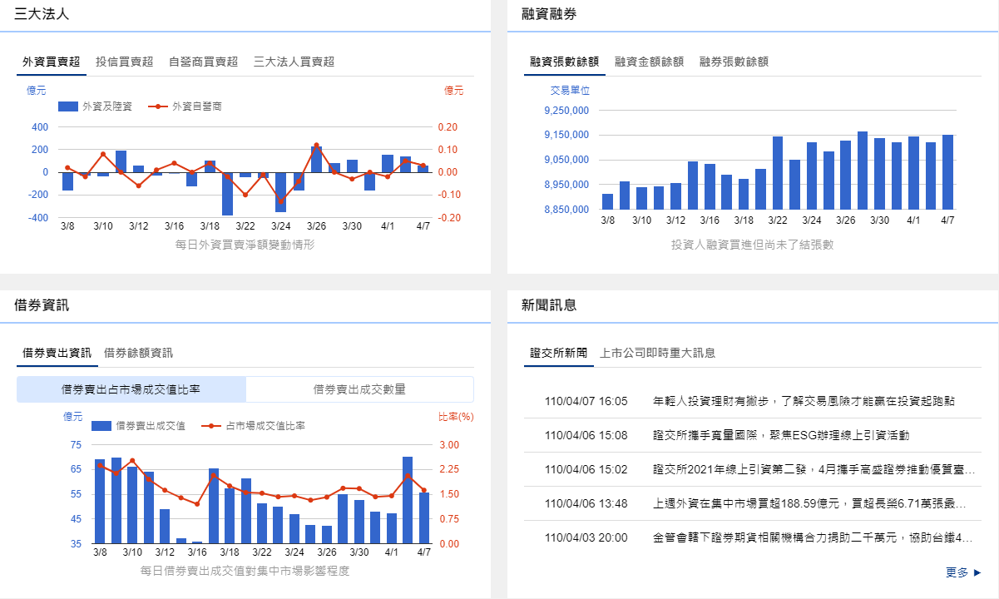 三大法人
外資買賣超 投信買賣超 自營商買賣超 三大法人買賣超
億元 億元
外資及陸資 外資自營商
400 0.20
200 0.10
0 0.00
-200 -0.10
-400 -0.20
3/8 3/10 3/12 3/16 3/18 3/22 3/24 3/26 3/30 4/1 4/7
每日外資買賣淨額變動情形
融資融券
融資張數餘額 融資金額餘額 融券張數餘額
交易單位
9,250,000
9,150,000
9,050,000
8,950,000
8,850,000
3/8 3/10 3/12 3/16 3/18 3/22 3/24 3/26 3/30 4/1 4/7
投資人融資買進但尚未了結張數
借券資訊
借券賣出資訊 借券餘額資訊
借券賣出占市場成交值比率 借券賣出成交數量
億元 比率(%)
借券賣出成交值 占市場成交值比率
75 3.00
65 2.25
55 1.50
45 0.75
35 0.00
3/8 3/10 3/12 3/16 3/18 3/22 3/24 3/26 3/30 4/1 4/7
每日借券賣出成交值對集中市場影響程度
新聞訊息
證交所新聞 上市公司即時重大訊息
110/04/07 16:05 年輕人投資理財有撇步，了解交易風險才能贏在投資起跑點
110/04/06 15:08 證交所攜手寬量國際，聚焦ESG辦理線上引資活動
110/04/06 15:02 證交所2021年線上引資第二發，4月攜手高盛證券推動優質臺…
110/04/06 13:48 上週外資在集中市場買超188.59億元，買超長榮6.71萬張最…
110/04/03 20:00 金管會轄下證券期貨相關機構合力捐助二千萬元，協助台鐵4…
更多 ▶